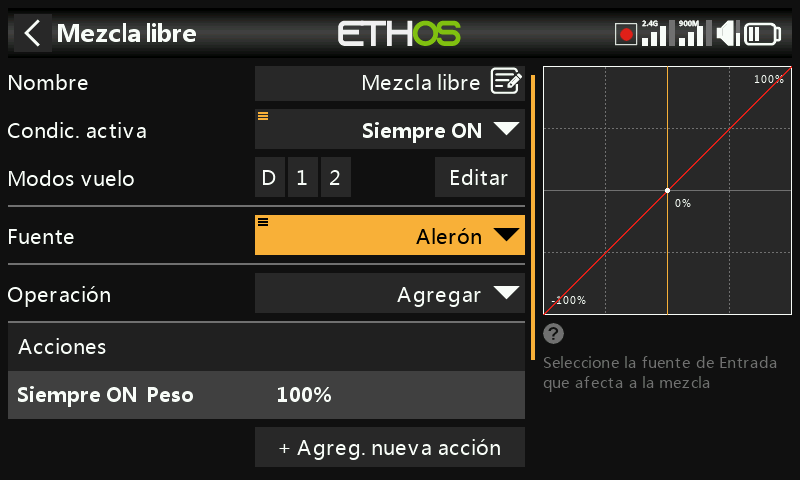 Mezcla libre
ETHOS
2.4G
900M
Nombre
Mezcla libre
Condic. activa
Siempre ON
Modos vuelo
D 1 2
Editar
Fuente
Alerón
Operación
Agregar
Acciones
Siempre ON Peso 100%
+ Agreg. nueva acción
100%
0%
-100%
?
Seleccione la fuente de Entrada
que afecta a la mezcla